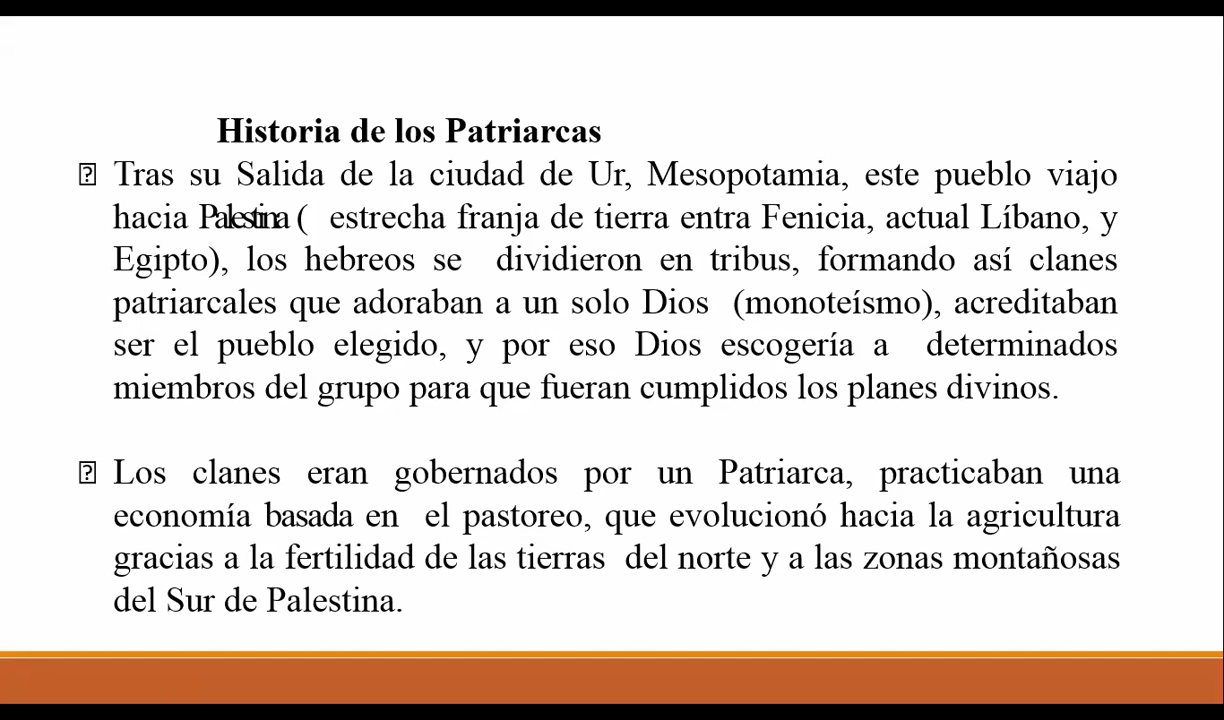 Historia de los Patriarcas
Tras su Salida de la ciudad de Ur, Mesopotamia, este pueblo viajo
hacia Palestina ( estrecha franja de tierra entra Fenicia, actual Líbano, y
Egipto), los hebreos se dividieron en tribus, formando así clanes
patriarcales que adoraban a un solo Dios (monoteísmo), acreditaban
ser el pueblo elegido, y por eso Dios escogería a determinados
miembros del grupo para que fueran cumplidos los planes divinos.
Los clanes eran gobernados por un Patriarca, practicaban una
economía basada en el pastoreo, que evolucionó hacia la agricultura
gracias a la fertilidad de las tierras del norte y a las zonas montañosas
del Sur de Palestina.